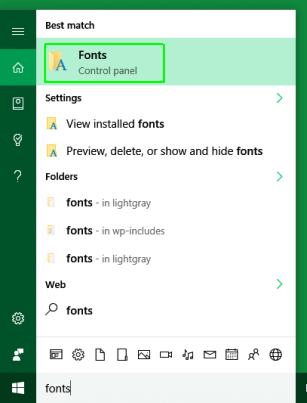 Best match
Fonts
Control panel
Settings
View installed fonts
Preview, delete, or show and hide fonts
Folders
fonts - in lightgray
fonts - in wp-includes
fonts - in lightgray
Web
fonts
fonts